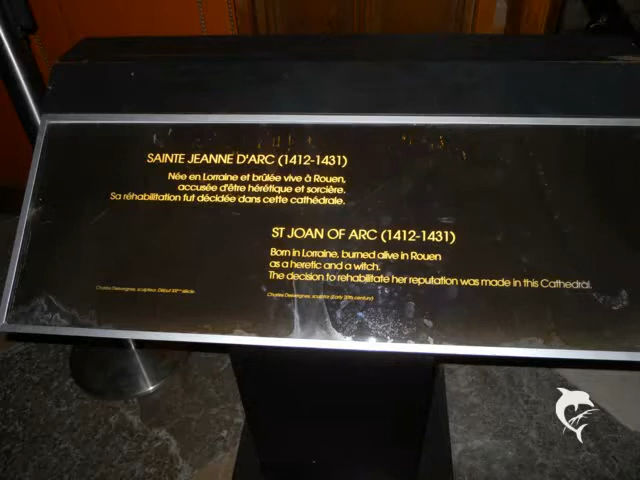 SAINTE JEANNE D'ARC (1412-1431)
Née en Lorraine et brûlée vive à Rouen,
accusée d'être hérétique et sorcière.
Sa réhabilitation fut décidée dans cette cathédrale.
ST JOAN OF ARC (1412-1431)
Born in Lorraine, burned alive in Rouen
as a heretic and a witch.
The decision to rehabilitate her reputation was made in this Cathedral.
Charles Desvergnes, sculpteur. Début XXème siècle
Charles Desvergnes, sculptor (Early 20th century)